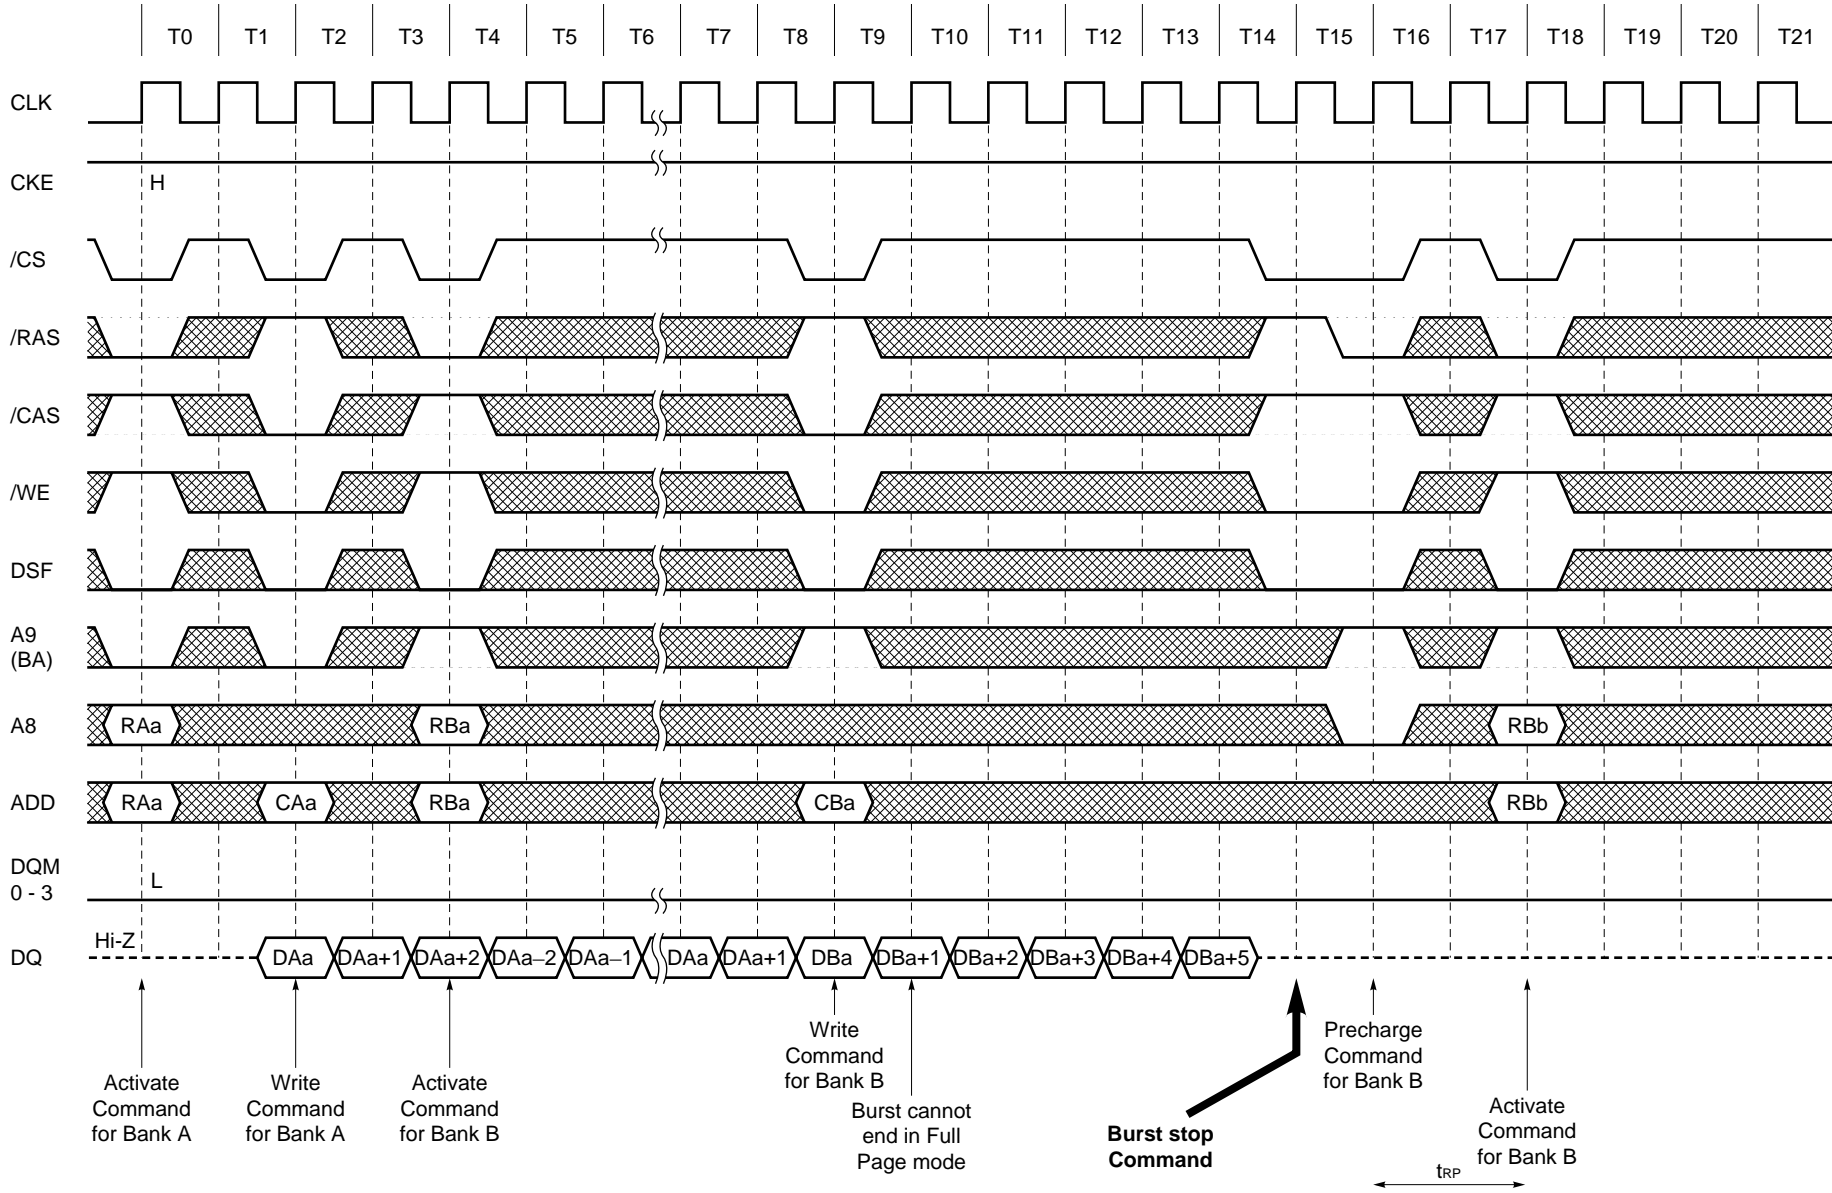 T0 T1 T2 T3 T4 T5 T6 T7 T8 T9 T10 T11 T12 T13 T14 T15 T16 T17 T18 T19 T20 T21
CLK
CKE
H
/CS
/RAS
/CAS
/WE
DSF
A9
(BA)
A8 RAa RBa RBb
ADD RAa CAa RBa CBa RBb
DQM
0 - 3
L
Hi-Z
DQ DAa DAa+1 DAa+2 DAa–2 DAa–1 DAa DAa+1 DBa DBa+1 DBa+2 DBa+3 DBa+4 DBa+5
Activate
Command
for Bank A
Write
Command
for Bank A
Activate
Command
for Bank B
Write
Command
for Bank B
Burst cannot
end in Full
Page mode
Burst stop
Command
Precharge
Command
for Bank B
Activate
Command
for Bank B
tRP